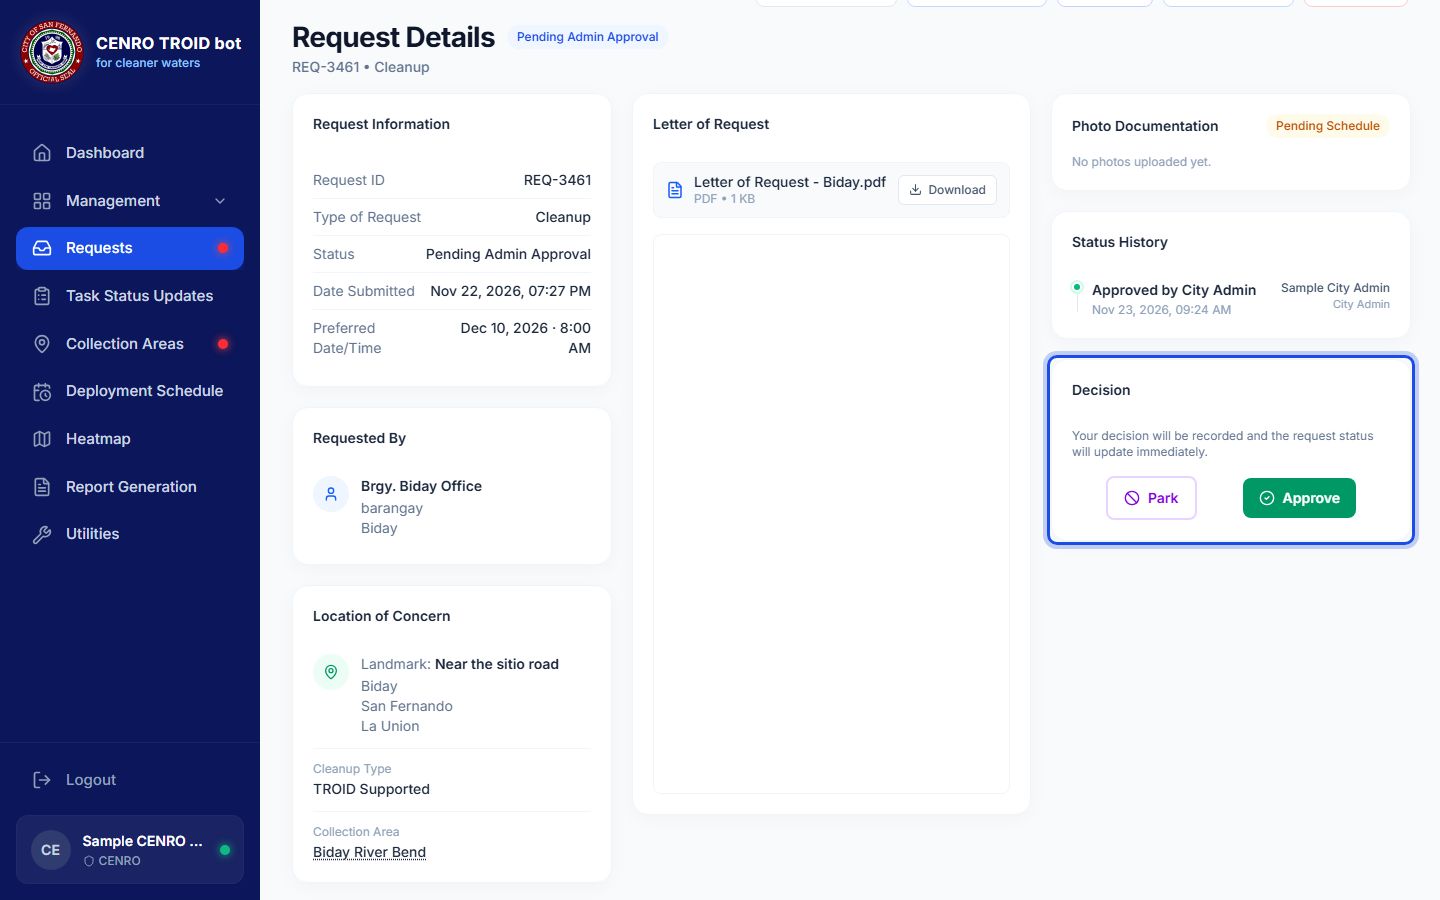 CITY OF SAN FERNANDO
OFFICIAL SEAL
CENRO TROID bot
for cleaner waters
Dashboard
Management
Requests
Task Status Updates
Collection Areas
Deployment Schedule
Heatmap
Report Generation
Utilities
Logout
CE
Sample CENRO ...
CENRO
Request Details
Pending Admin Approval
REQ-3461 • Cleanup
Request Information
Request ID REQ-3461
Type of Request Cleanup
Status Pending Admin Approval
Date Submitted Nov 22, 2026, 07:27 PM
Preferred Date/Time Dec 10, 2026 · 8:00 AM
Requested By
Brgy. Biday Office
barangay
Biday
Location of Concern
Landmark: Near the sitio road
Biday
San Fernando
La Union
Cleanup Type
TROID Supported
Collection Area
Biday River Bend
Letter of Request
Letter of Request - Biday.pdf
PDF • 1 KB
Download
Photo Documentation
Pending Schedule
No photos uploaded yet.
Status History
Approved by City Admin
Sample City Admin
Nov 23, 2026, 09:24 AM
City Admin
Decision
Your decision will be recorded and the request status
will update immediately.
Park
Approve